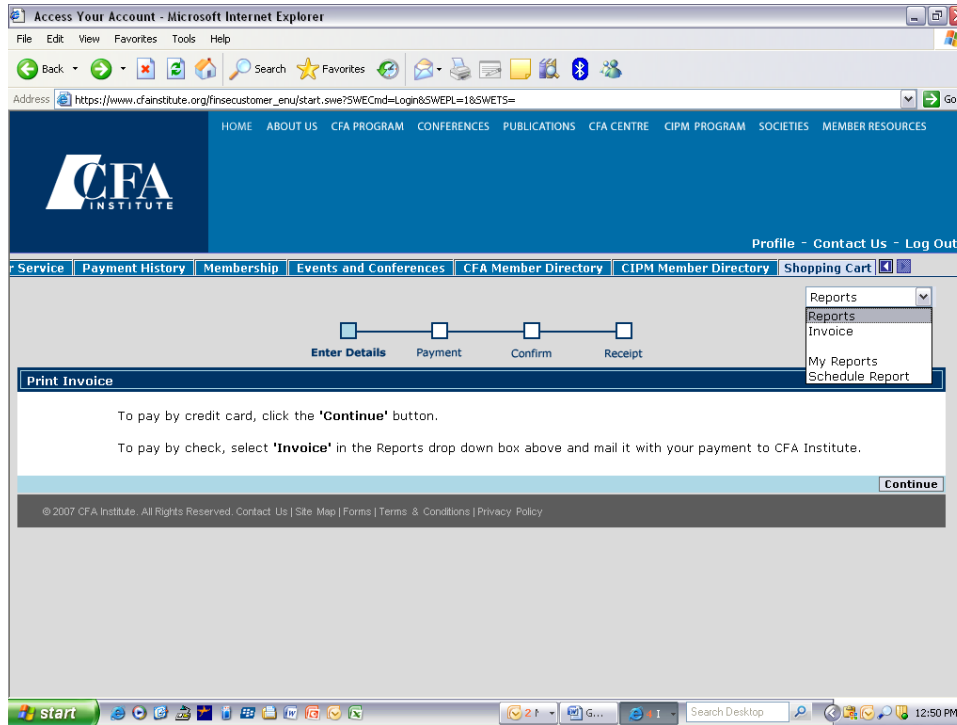 Access Your Account - Microsoft Internet Explorer
File Edit View Favorites Tools Help
Back Search Favorites
Address https://www.cfainstitute.org/finsecustomer_enu/start.swe?SWECmd=Login&SWEPL=1&SWETS= Go
HOME ABOUT US CFA PROGRAM CONFERENCES PUBLICATIONS CFA CENTRE CIPM PROGRAM SOCIETIES MEMBER RESOURCES
CFA
INSTITUTE
Profile - Contact Us - Log Out
r Service Payment History Membership Events and Conferences CFA Member Directory CIPM Member Directory Shopping Cart
Reports
Reports
Invoice
My Reports
Schedule Report
Enter Details Payment Confirm Receipt
Print Invoice
To pay by credit card, click the 'Continue' button.
To pay by check, select 'Invoice' in the Reports drop down box above and mail it with your payment to CFA Institute.
Continue
© 2007 CFA Institute. All Rights Reserved. Contact Us | Site Map | Forms | Terms & Conditions | Privacy Policy
start 2 G... 4 I Search Desktop 12:50 PM